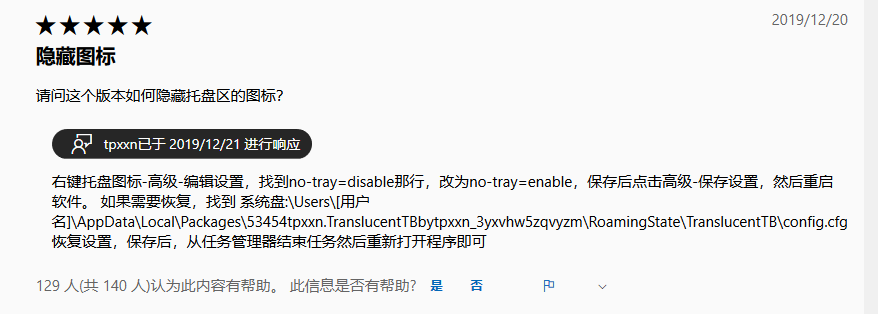 ★★★★★
2019/12/20
隐藏图标
请问这个版本如何隐藏托盘区的图标？
tpxxn已于 2019/12/21 进行响应
右键托盘图标-高级-编辑设置，找到no-tray=disable那行，改为no-tray=enable，保存后点击高级-保存设置，然后重启
软件。 如果需要恢复，找到 系统盘:\Users\[用户
名]\AppData\Local\Packages\53454tpxxn.TranslucentTBbytpxxn_3yxvhw5zqvyzm\RoamingState\TranslucentTB\config.cfg
恢复设置，保存后，从任务管理器结束任务然后重新打开程序即可
129 人(共 140 人)认为此内容有帮助。 此信息是否有帮助? 是 否